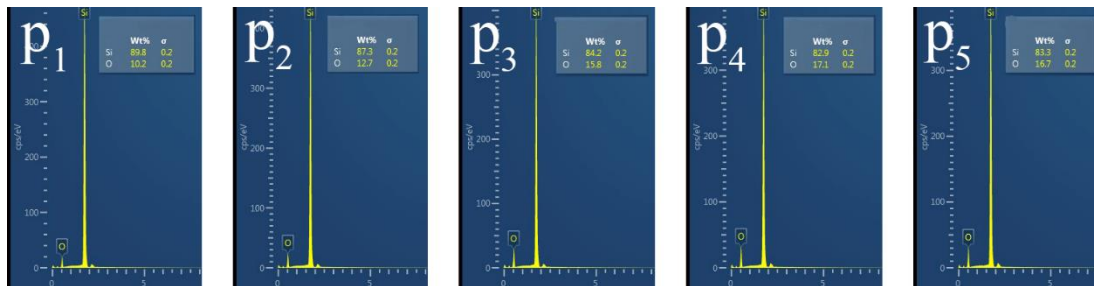 p1
Si
Wt% σ
Si 89.8 0.2
O 10.2 0.2
300
200
100
0
cps/eV
O
0 5
p2
Si
Wt% σ
Si 87.3 0.2
O 12.7 0.2
400
300
200
100
0
cps/eV
O
0 5
p3
Si
Wt% σ
Si 84.2 0.2
O 15.8 0.2
300
200
100
0
cps/eV
O
0 5
p4
Si
Wt% σ
Si 82.9 0.2
O 17.1 0.2
300
200
100
0
cps/eV
O
0 5
p5
Si
Wt% σ
Si 83.3 0.2
O 16.7 0.2
300
200
100
0
cps/eV
O
0 5